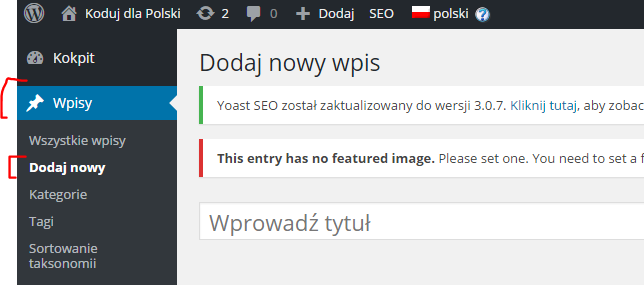 Koduj dla Polski 2 0 + Dodaj SEO polski ?
Kokpit
Wpisy
Wszystkie wpisy
Dodaj nowy
Kategorie
Tagi
Sortowanie
taksonomii
Dodaj nowy wpis
Yoast SEO został zaktualizowany do wersji 3.0.7. Kliknij tutaj, aby zobac
This entry has no featured image. Please set one. You need to set a f
Wprowadź tytuł